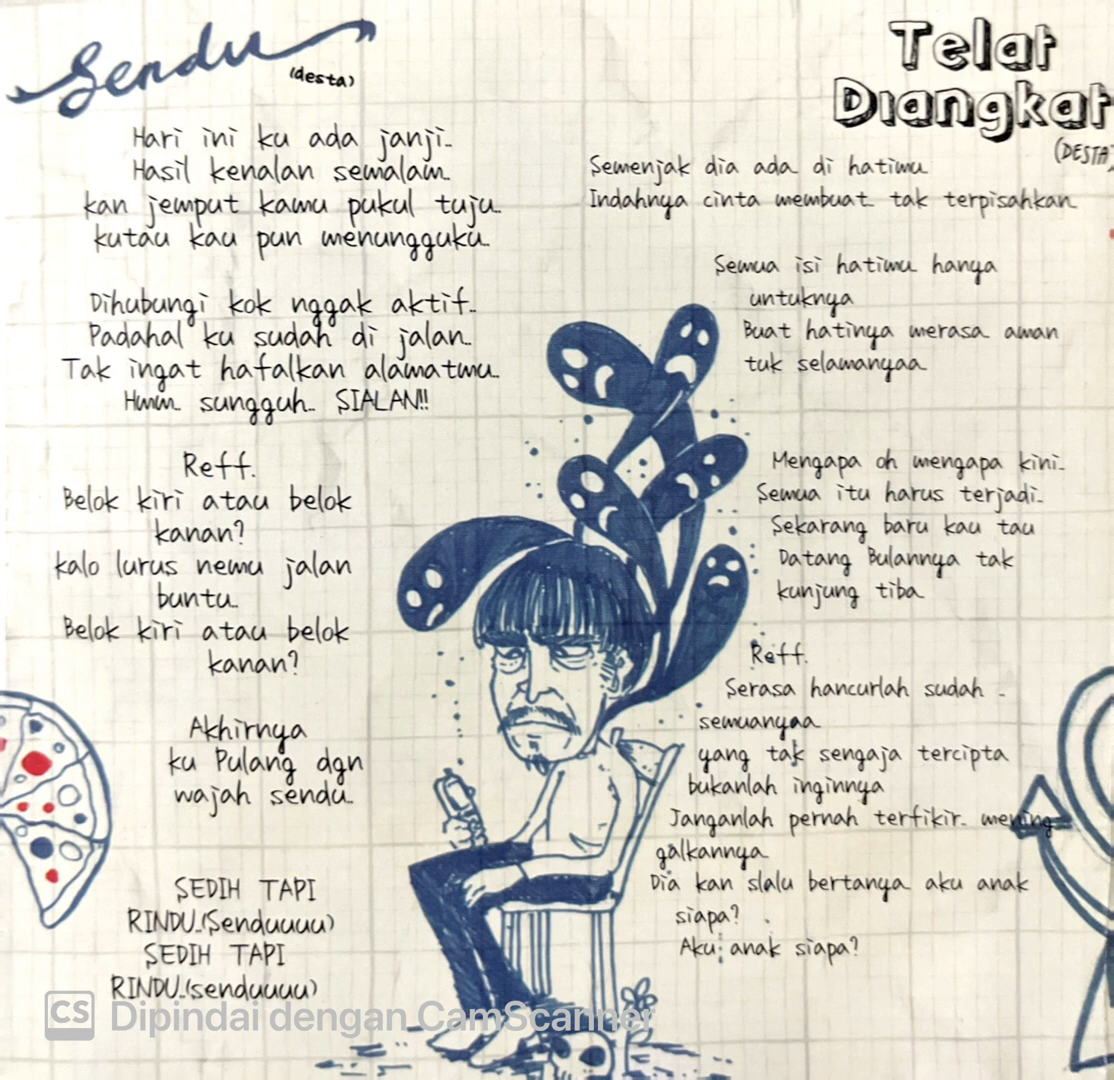 Sendu
(desta)
Hari ini ku ada janji..
Hasil kenalan semalam..
kan jemput kamu pukul tuju..
kutau kau pun menungguku..
Dihubungi kok nggak aktif..
Padahal ku sudah di jalan..
Tak ingat hafalkan alamatmu..
Hmm.. sungguh.. SIALAN!!
Reff.
Belok kiri atau belok
kanan?
kalo lurus nemu jalan
buntu..
Belok kiri atau belok
kanan?
Akhirnya
ku Pulang dgn
wajah sendu..
SEDIH TAPI
RINDU..(Senduuuu)
SEDIH TAPI
RINDU..(senduuuu)
Telat
Diangkat
(DESTA)
Semenjak dia ada di hatimu
Indahnya cinta membuat tak terpisahkan
Semua isi hatimu hanya
untuknya
Buat hatinya merasa aman
tuk selamanyaa
Mengapa oh mengapa kini..
Semua itu harus terjadi..
Sekarang baru kau tau
Datang Bulannya tak
kunjung tiba
Reff.
Serasa hancurlah sudah ..
semuanyaa
yang tak sengaja tercipta
bukanlah inginnya
Janganlah pernah terfikir.. mening
galkannya
Dia kan slalu bertanya aku anak
siapa?
Aku anak siapa?
CS Dipindai dengan CamScanner